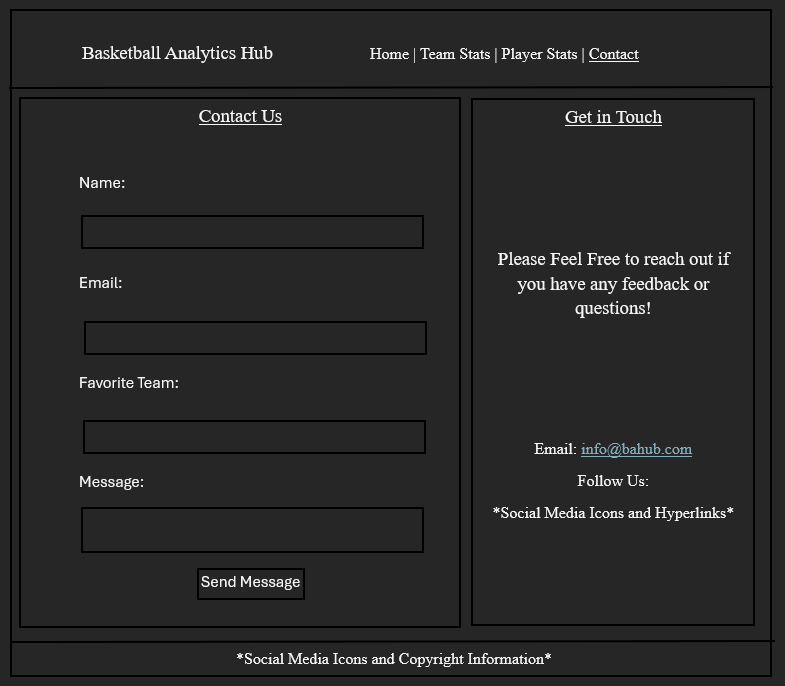 Basketball Analytics Hub
Home | Team Stats | Player Stats | Contact
Contact Us
Name:
Email:
Favorite Team:
Message:
Send Message
Get in Touch
Please Feel Free to reach out if
you have any feedback or
questions!
Email: info@bahub.com
Follow Us:
*Social Media Icons and Hyperlinks*
*Social Media Icons and Copyright Information*